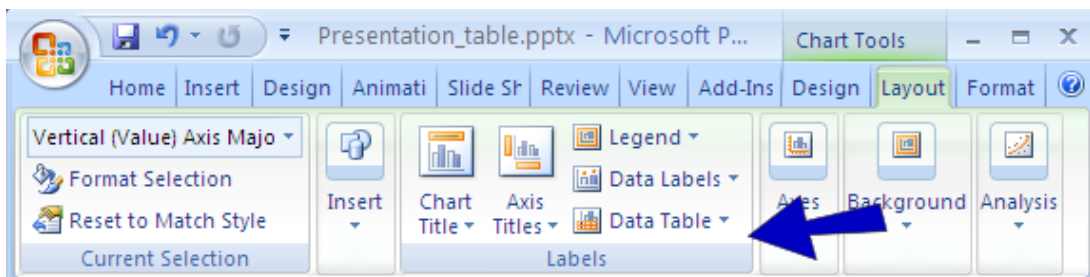 Presentation_table.pptx - Microsoft P... Chart Tools
Home Insert Design Animati Slide Sh Review View Add-Ins Design Layout Format
Vertical (Value) Axis Majo
Format Selection
Reset to Match Style
Current Selection
Insert
Chart Title
Axis Titles
Legend
Data Labels
Data Table
Labels
Axes
Background
Analysis